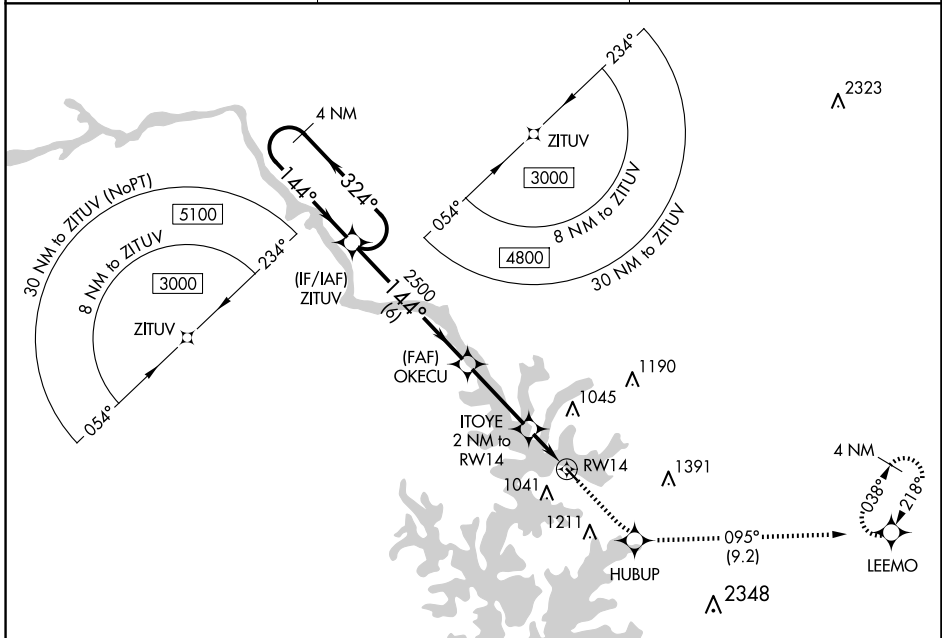 2323
234°
4 NM
ZITUV
3000
144°
324°
30 NM to ZITUV (NoPT)
5100
8 NM to ZITUV
234°
3000
ZITUV
054°
054°
8 NM to ZITUV
4800
30 NM to ZITUV
(IF/IAF)
ZITUV
2500
144°
(6)
(FAF)
OKECU
1190
1045
ITOYE
2 NM to
RW14
RW14
1391
1041
1211
4 NM
038°
218°
095°
(9.2)
HUBUP
LEEMO
2348